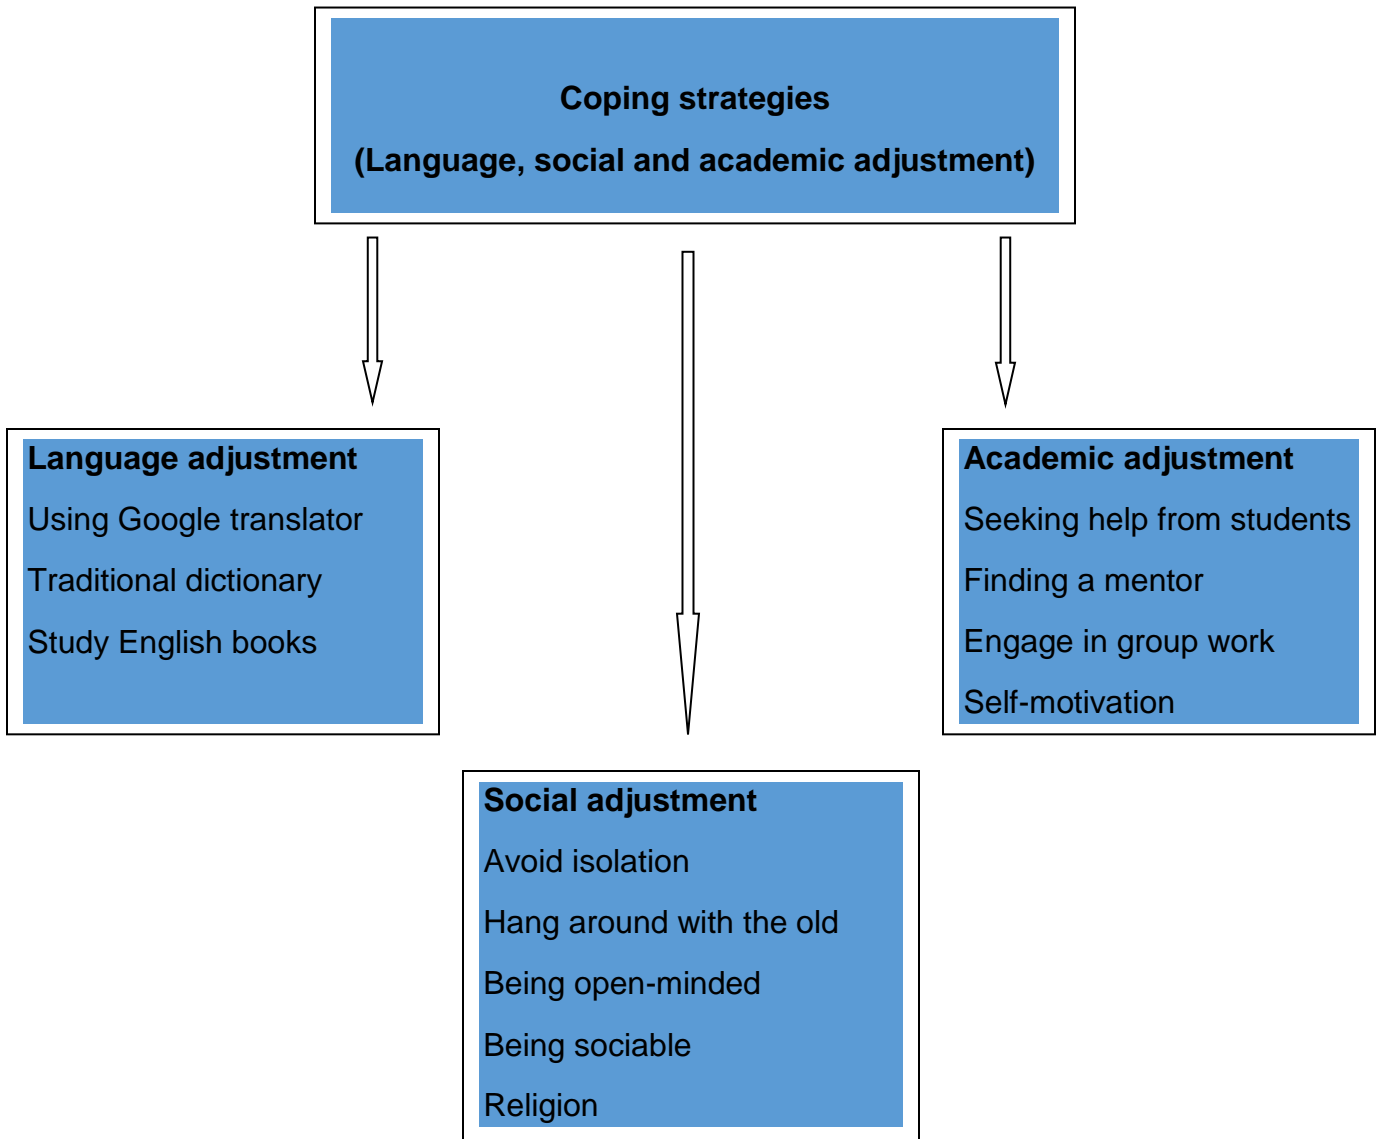 Coping strategies
(Language, social and academic adjustment)
Language adjustment
Using Google translator
Traditional dictionary
Study English books
Academic adjustment
Seeking help from students
Finding a mentor
Engage in group work
Self-motivation
Social adjustment
Avoid isolation
Hang around with the old
Being open-minded
Being sociable
Religion